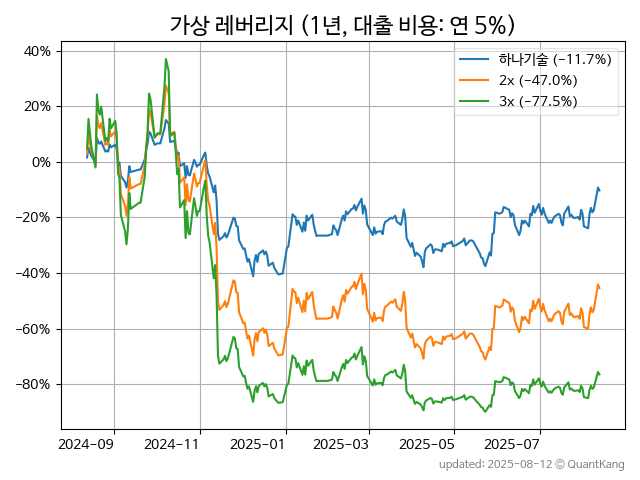 가상 레버리지 (1년, 대출 비용: 연 5%)
하나기술 (−11.7%)
2x (−47.0%)
3x (−77.5%)
40%
20%
0%
−20%
−40%
−60%
−80%
2024-09
2024-11
2025-01
2025-03
2025-05
2025-07
updated: 2025-08-12 © QuantKang